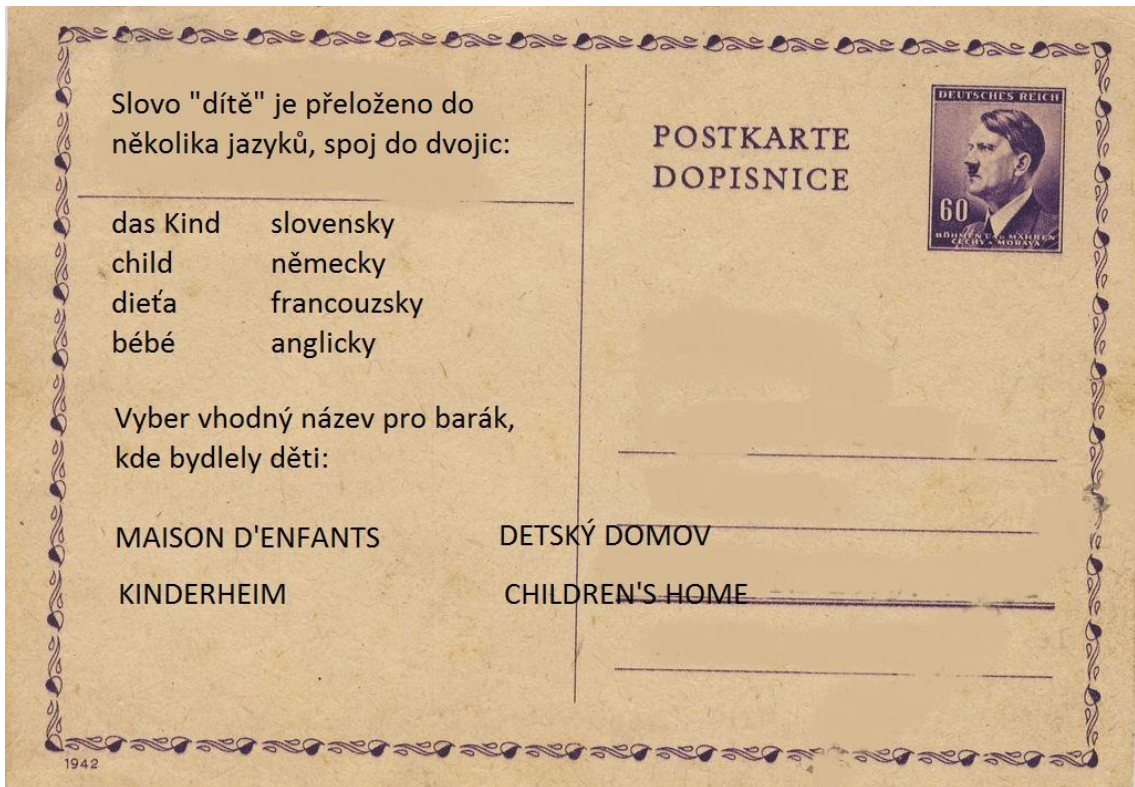 Slovo "dítě" je přeloženo do
několika jazyků, spoj do dvojic:
das Kind slovensky
child německy
dieťa francouzsky
bébé anglicky
Vyber vhodný název pro barák,
kde bydlely děti:
MAISON D'ENFANTS DETSKÝ DOMOV
KINDERHEIM CHILDREN'S HOME
POSTKARTE
DOPISNICE
DEUTSCHES REICH
60
BÖHMEN U. MÄHREN
ČECHY A MORAVA
1942